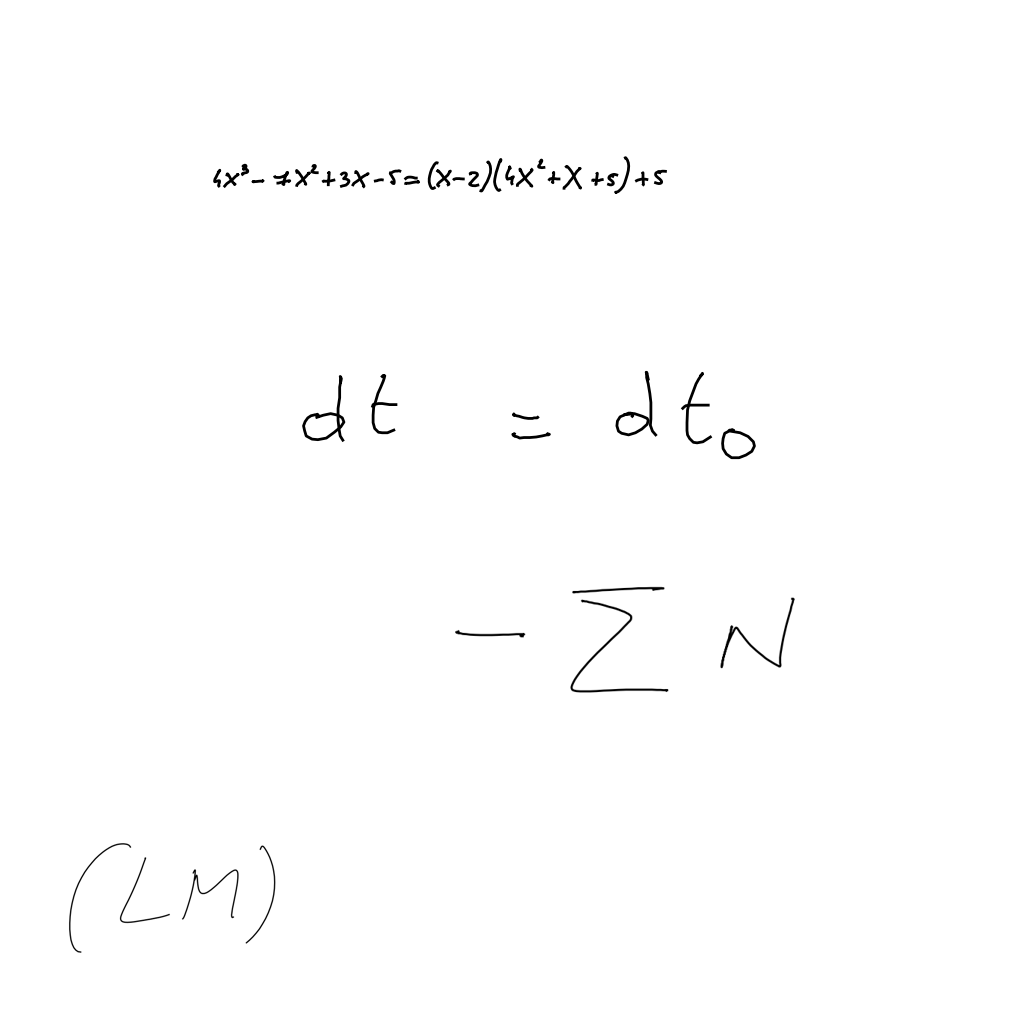 4x³ - 7x² + 3x - 5 = (x-2)(4x² + x + 5) + 5
dt = dt₀
- ∑ N
(LM)